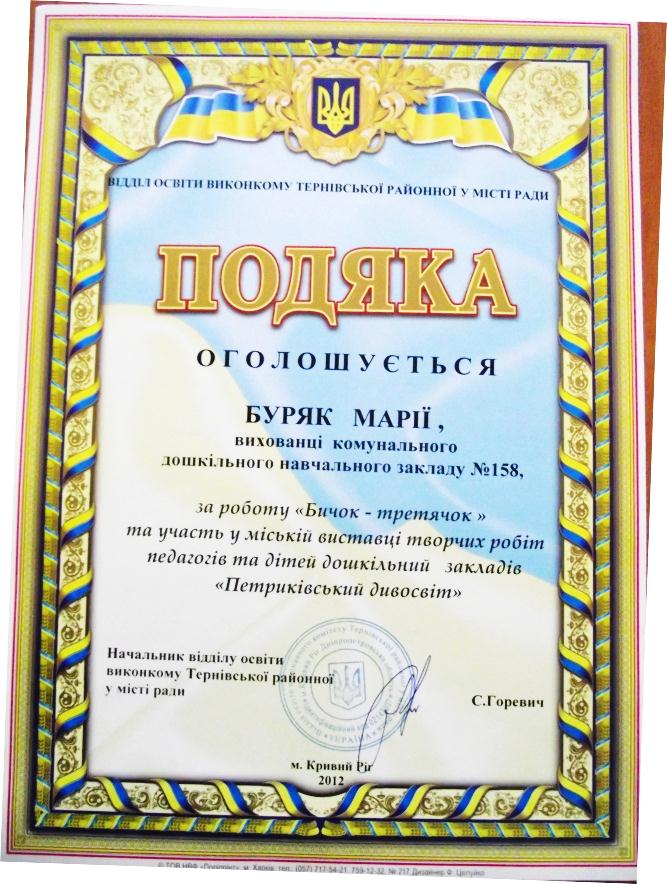 ВІДДІЛ ОСВІТИ ВИКОНКОМУ ТЕРНІВСЬКОЇ РАЙОННОЇ У МІСТІ РАДИ
ПОДЯКА
ОГОЛОШУЄТЬСЯ
БУРЯК МАРІЇ ,
вихованці комунального
дошкільного навчального закладу №158,
за роботу «Бичок - третячок »
та участь у міській виставці творчих робіт
педагогів та дітей дошкільний закладів
«Петриківський дивосвіт»
Начальник відділу освіти
виконкому Тернівської районної
у місті ради
С.Горевич
УКРАЇНА
м. Кривий Ріг
2012
© ТОВ НВФ м. Харків, тел.: (057) 717-54-21, 759-12-32, № 217 Дизайнер Ф.